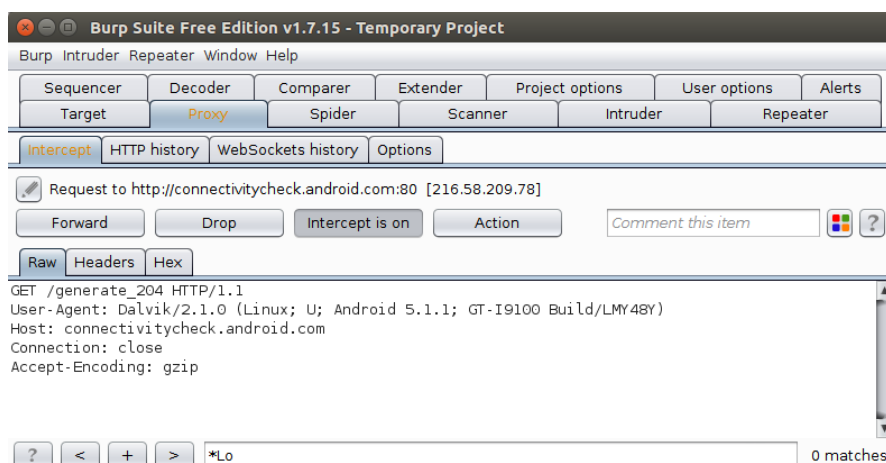 Burp Suite Free Edition v1.7.15 - Temporary Project
Burp Intruder Repeater Window Help
Sequencer Decoder Comparer Extender Project options User options Alerts
Target Proxy Spider Scanner Intruder Repeater
Intercept HTTP history WebSockets history Options
Request to http://connectivitycheck.android.com:80 [216.58.209.78]
Forward Drop Intercept is on Action Comment this item ?
Raw Headers Hex
GET /generate_204 HTTP/1.1
User-Agent: Dalvik/2.1.0 (Linux; U; Android 5.1.1; GT-I9100 Build/LMY48Y)
Host: connectivitycheck.android.com
Connection: close
Accept-Encoding: gzip
? < + > *Lo 0 matches